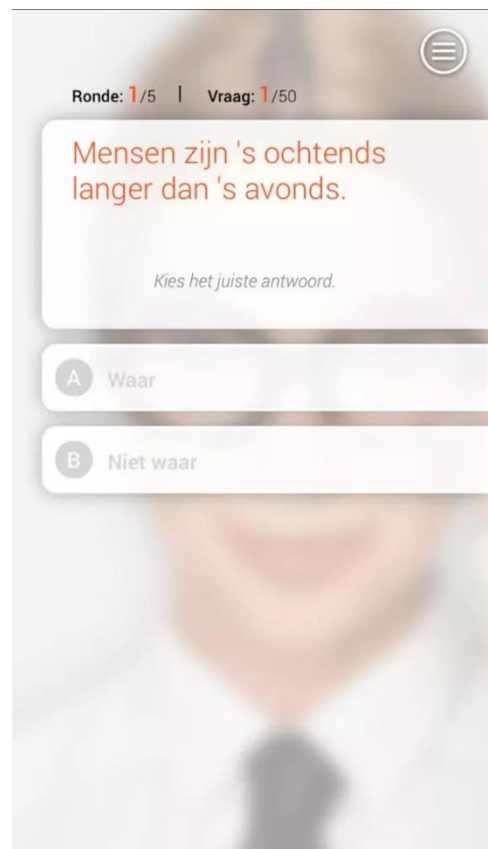 Ronde: 1/5 | Vraag: 1/50
Mensen zijn 's ochtends
langer dan 's avonds.
Kies het juiste antwoord.
A Waar
B Niet waar